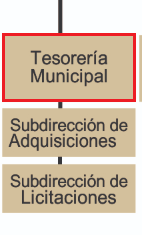 Tesorería
Municipal
Subdirección de
Adquisiciones
Subdirección de
Licitaciones